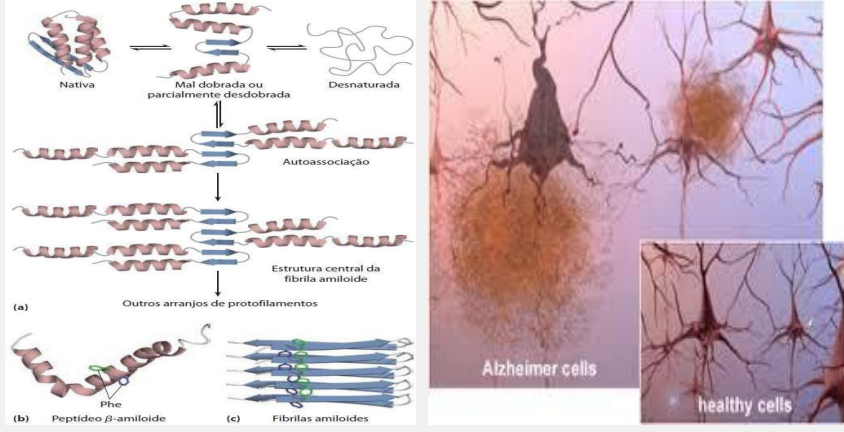 Nativa
Mal dobrada ou
parcialmente desdobrada
Desnaturada
Autoassociação
Estrutura central da
fibrila amiloide
(a)
Outros arranjos de protofilamentos
Phe
(b)
Peptídeo β-amiloide
(c)
Fibrilas amiloides
Alzheimer cells
healthy cells